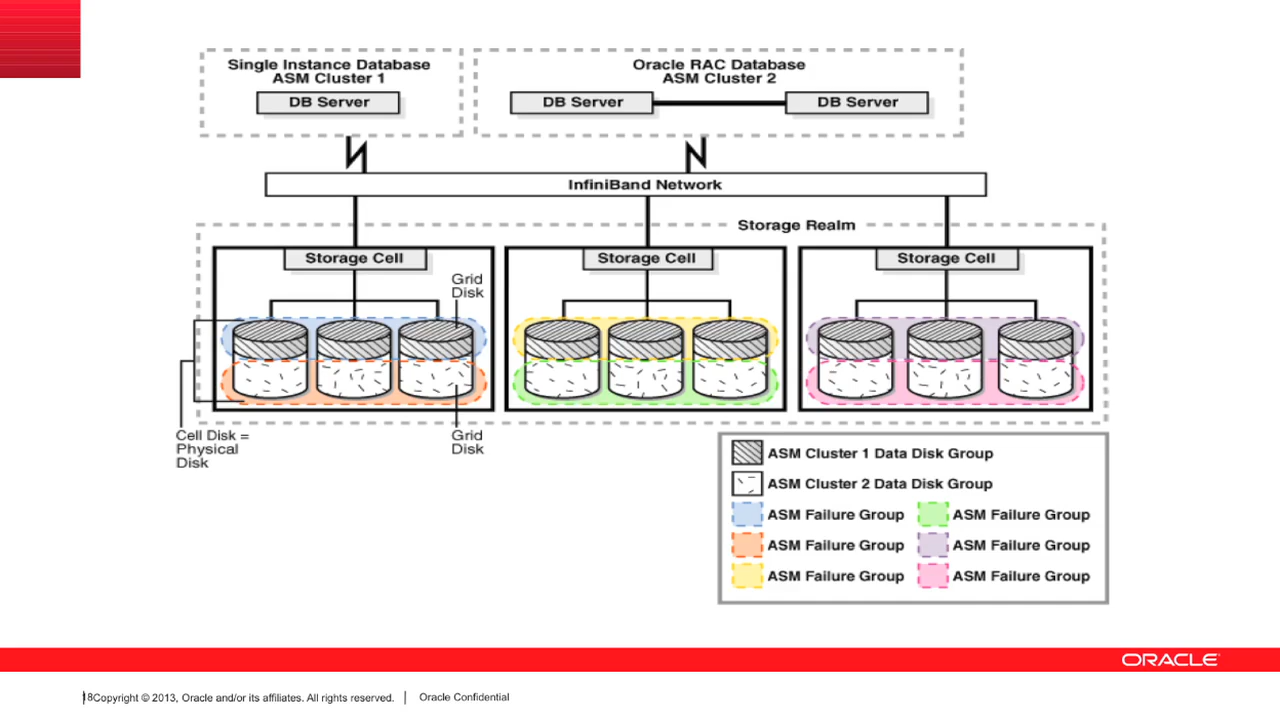 Single Instance Database
ASM Cluster 1
DB Server
Oracle RAC Database
ASM Cluster 2
DB Server
DB Server
InfiniBand Network
Storage Realm
Storage Cell
Storage Cell
Storage Cell
Grid
Disk
Cell Disk =
Physical
Disk
Grid
Disk
ASM Cluster 1 Data Disk Group
ASM Cluster 2 Data Disk Group
ASM Failure Group
ASM Failure Group
ASM Failure Group
ASM Failure Group
ASM Failure Group
ASM Failure Group
ORACLE
18 Copyright © 2013, Oracle and/or its affiliates. All rights reserved. | Oracle Confidential